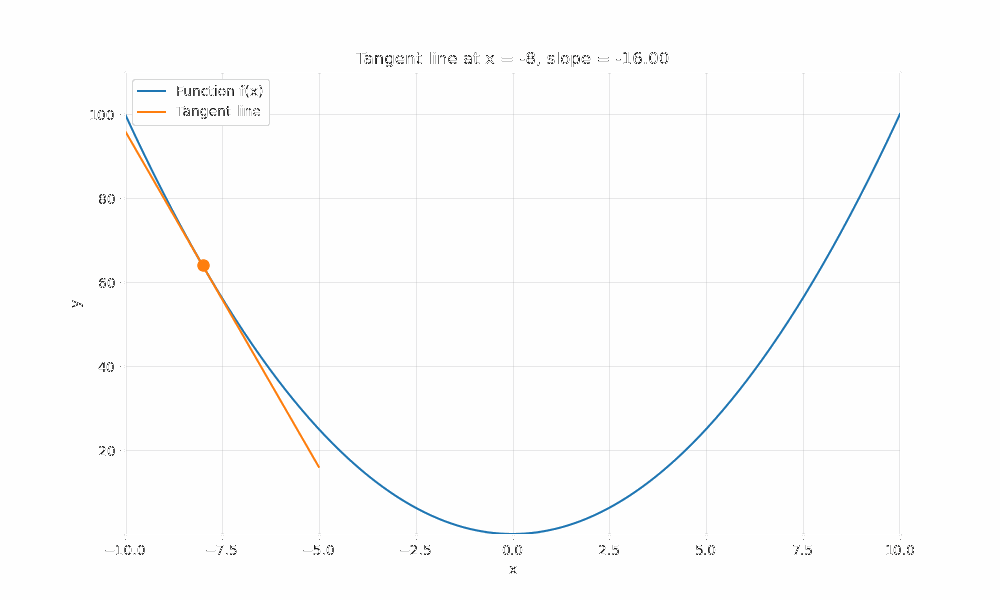 Tangent line at x = -8, slope = -16.00
Function f(x)
Tangent line
100
80
60
40
20
y
−10.0 −7.5 −5.0 −2.5 0.0 2.5 5.0 7.5 10.0
x